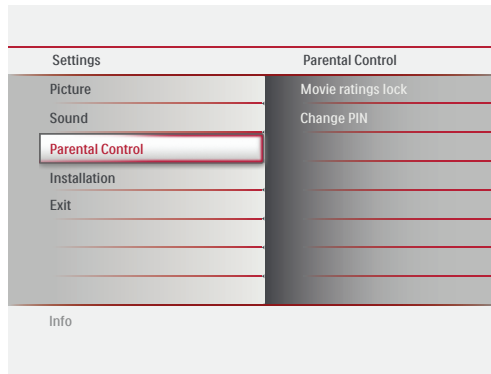 Settings
Parental Control
Picture
Movie ratings lock
Sound
Change PIN
Parental Control
Installation
Exit
Info